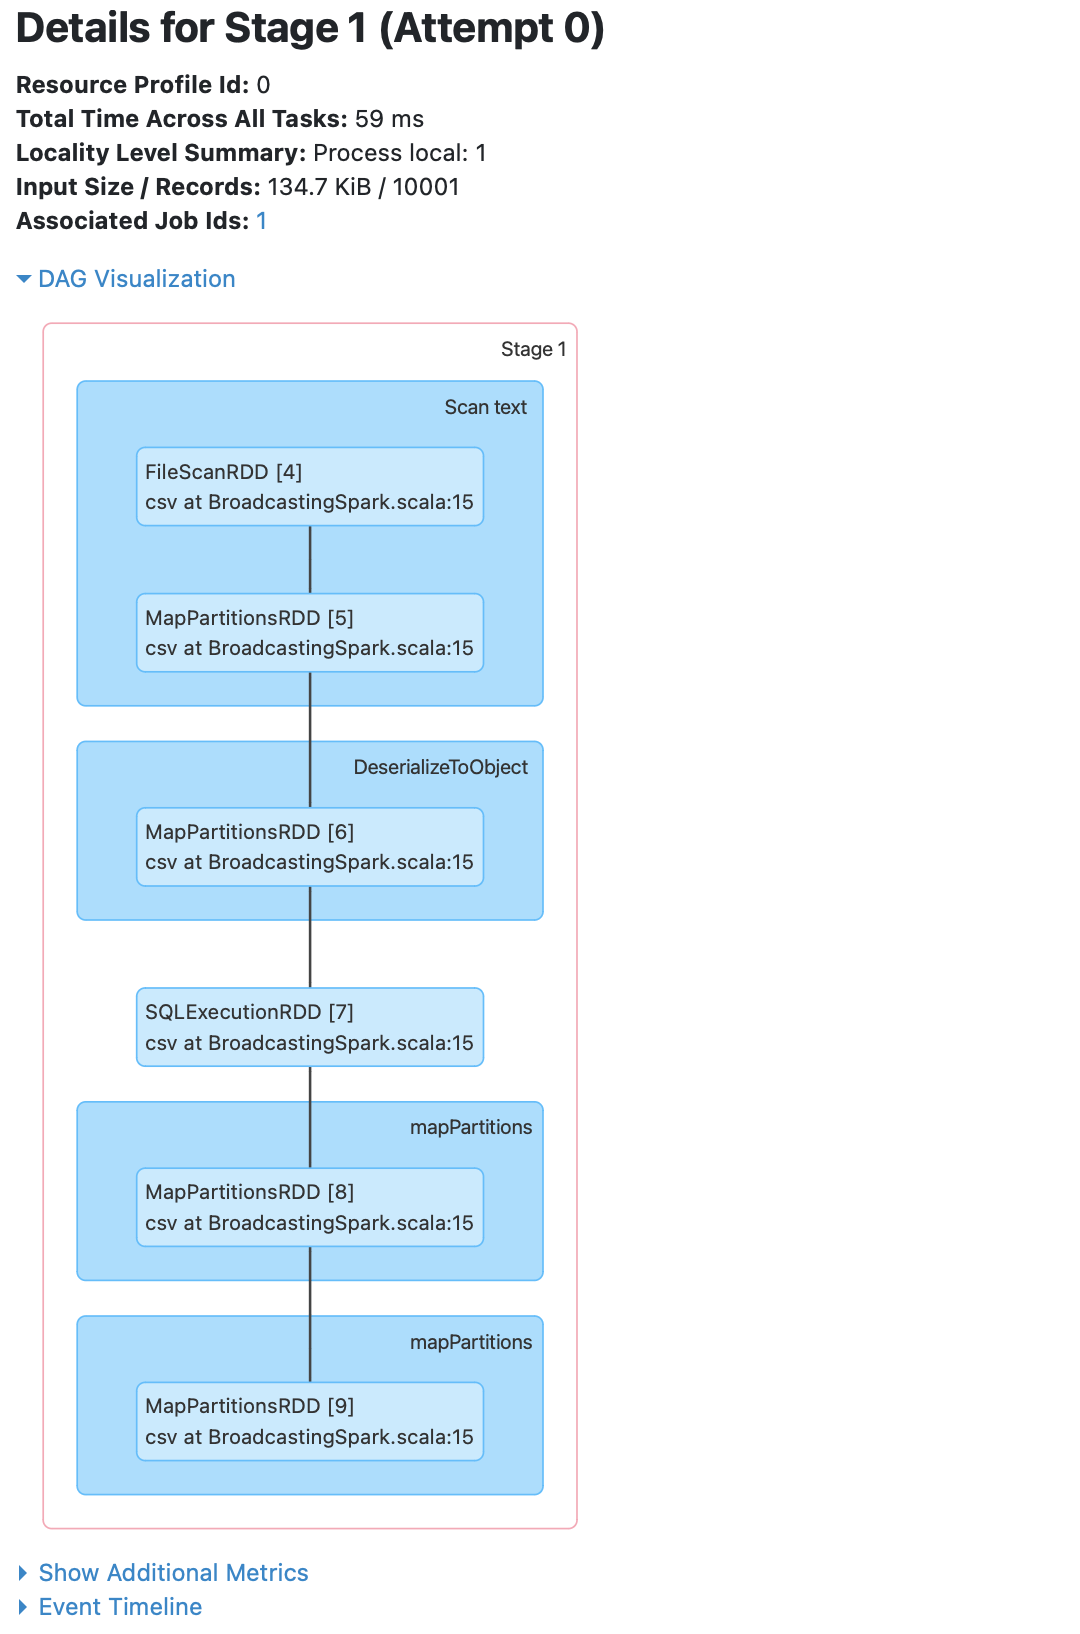 Details for Stage 1 (Attempt 0)
Resource Profile Id: 0
Total Time Across All Tasks: 59 ms
Locality Level Summary: Process local: 1
Input Size / Records: 134.7 KiB / 10001
Associated Job Ids: 1
DAG Visualization
Stage 1
Scan text
FileScanRDD [4]
csv at BroadcastingSpark.scala:15
MapPartitionsRDD [5]
csv at BroadcastingSpark.scala:15
DeserializeToObject
MapPartitionsRDD [6]
csv at BroadcastingSpark.scala:15
SQLExecutionRDD [7]
csv at BroadcastingSpark.scala:15
mapPartitions
MapPartitionsRDD [8]
csv at BroadcastingSpark.scala:15
mapPartitions
MapPartitionsRDD [9]
csv at BroadcastingSpark.scala:15
Show Additional Metrics
Event Timeline